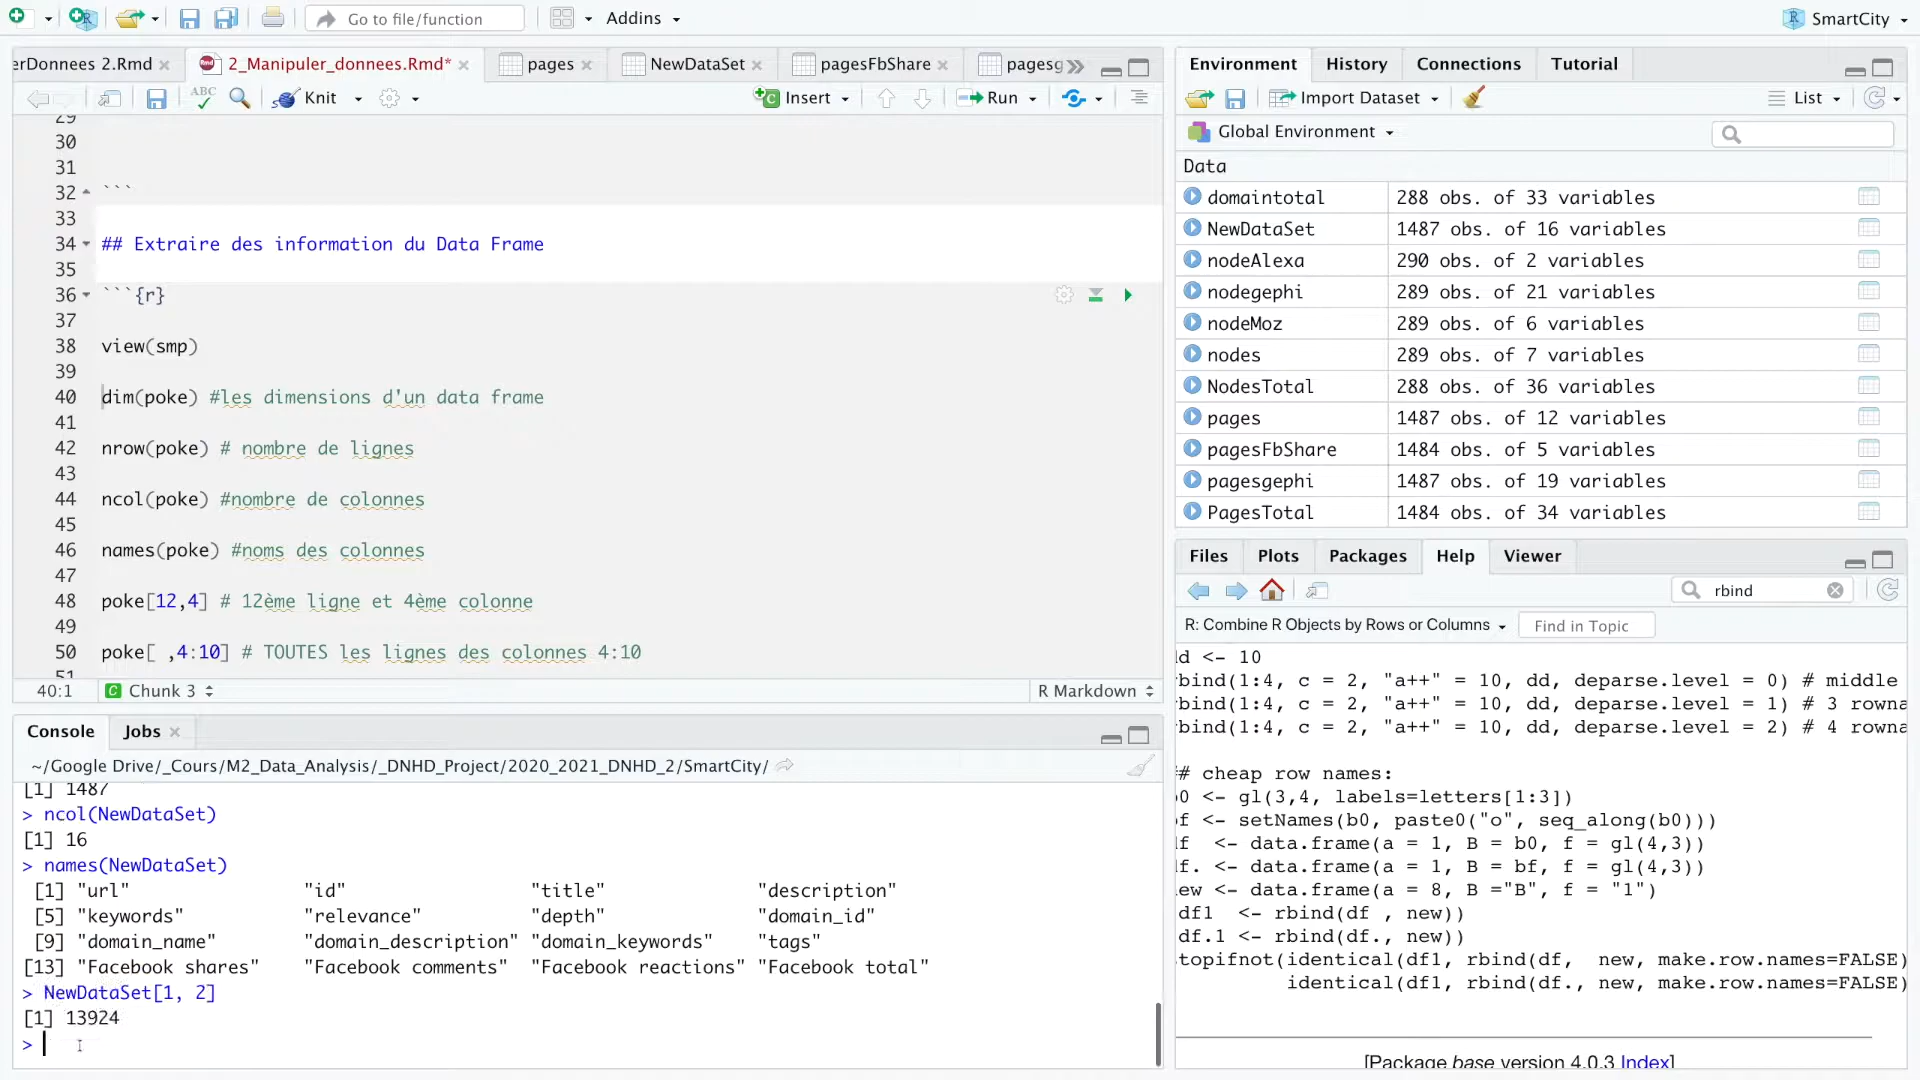 Go to file/function
Addins
SmartCity
erDonnees 2.Rmd
2_Manipuler_donnees.Rmd*
pages
NewDataSet
pagesFbShare
pagesg
ABC
Knit
Insert
Run
29
30
31
32 ```
33
34 ## Extraire des information du Data Frame
35
36 ```{r}
37
38 view(smp)
39
40 dim(poke) #les dimensions d'un data frame
41
42 nrow(poke) # nombre de lignes
43
44 ncol(poke) #nombre de colonnes
45
46 names(poke) #noms des colonnes
47
48 poke[12,4] # 12ème ligne et 4ème colonne
49
50 poke[ ,4:10] # TOUTES les lignes des colonnes 4:10
51
40:1
Chunk 3
R Markdown
Console
Jobs
~/Google Drive/_Cours/M2_Data_Analysis/_DNHD_Project/2020_2021_DNHD_2/SmartCity/
[1] 1487
> ncol(NewDataSet)
[1] 16
> names(NewDataSet)
[1] "url" "id" "title" "description"
[5] "keywords" "relevance" "depth" "domain_id"
[9] "domain_name" "domain_description" "domain_keywords" "tags"
[13] "Facebook shares" "Facebook comments" "Facebook reactions" "Facebook total"
> NewDataSet[1, 2]
[1] 13924
>
Environment
History
Connections
Tutorial
Import Dataset
List
Global Environment
Data
domaintotal 288 obs. of 33 variables
NewDataSet 1487 obs. of 16 variables
nodeAlexa 290 obs. of 2 variables
nodegephi 289 obs. of 21 variables
nodeMoz 289 obs. of 6 variables
nodes 289 obs. of 7 variables
NodesTotal 288 obs. of 36 variables
pages 1487 obs. of 12 variables
pagesFbShare 1484 obs. of 5 variables
pagesgephi 1487 obs. of 19 variables
PagesTotal 1484 obs. of 34 variables
Files
Plots
Packages
Help
Viewer
rbind
R: Combine R Objects by Rows or Columns
Find in Topic
dd <- 10
rbind(1:4, c = 2, "a++" = 10, dd, deparse.level = 0) # middle
rbind(1:4, c = 2, "a++" = 10, dd, deparse.level = 1) # 3 rowna
rbind(1:4, c = 2, "a++" = 10, dd, deparse.level = 2) # 4 rowna
## cheap row names:
b0 <- gl(3,4, labels=letters[1:3])
bf <- setNames(b0, paste0("o", seq_along(b0)))
df <- data.frame(a = 1, B = b0, f = gl(4,3))
df. <- data.frame(a = 1, B = bf, f = gl(4,3))
new <- data.frame(a = 8, B ="B", f = "1")
df1 <- rbind(df , new))
df.1 <- rbind(df., new))
topifnot(identical(df1, rbind(df, new, make.row.names=FALSE)
identical(df1, rbind(df., new, make.row.names=FALSE)
[Package base version 4.0.3 Index]